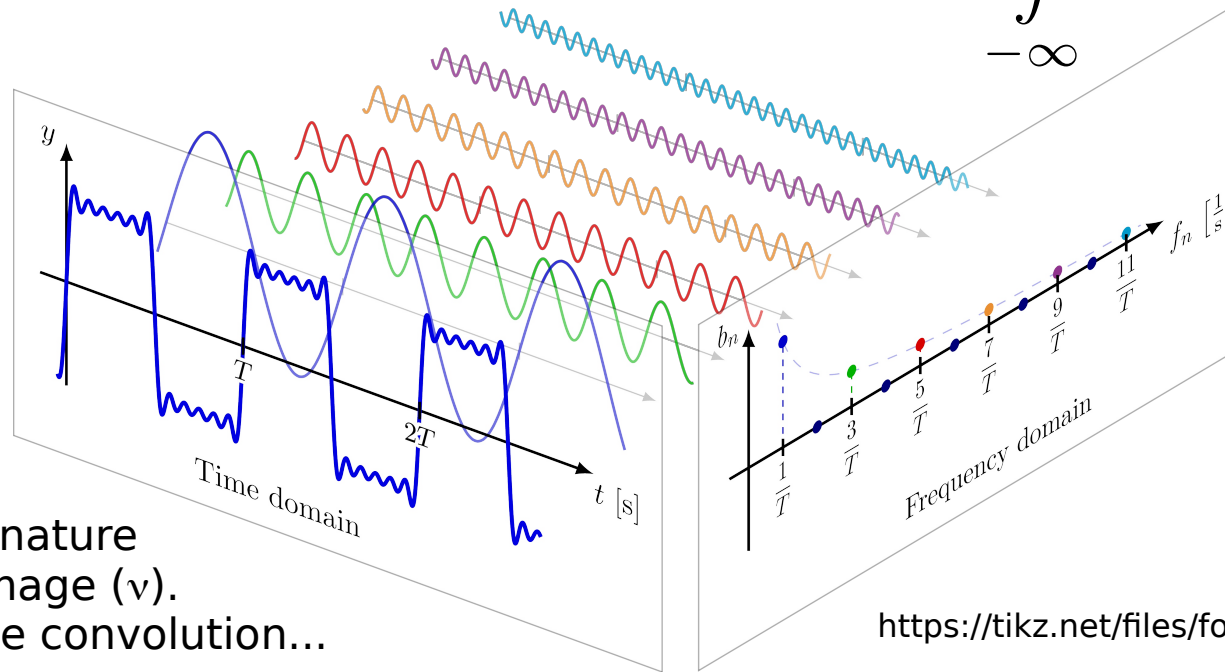 ∫
−∞
y
T
2T
t [s]
Time domain
b_n
1/T
3/T
5/T
7/T
9/T
11/T
f_n [1/s
Frequency domain
nature
(ν).
convolution...
https://tikz.net/files/fo